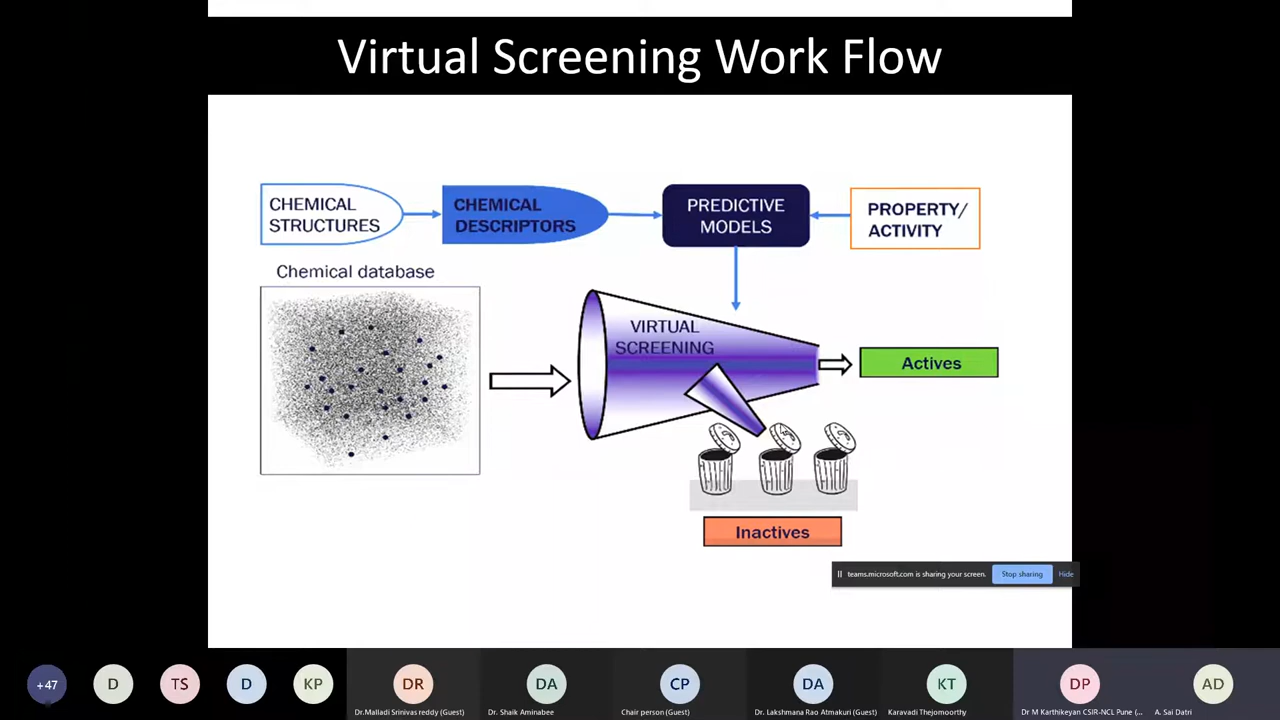 Virtual Screening Work Flow
CHEMICAL
STRUCTURES
CHEMICAL
DESCRIPTORS
PREDICTIVE
MODELS
PROPERTY/
ACTIVITY
Chemical database
VIRTUAL
SCREENING
Actives
Inactives
teams.microsoft.com is sharing your screen.
Stop sharing
Hide
+47
D
TS
D
KP
DR
DA
CP
DA
KT
DP
AD
Dr.Malladi Srinivas reddy (Guest)
Dr. Shaik Aminabee
Chair person (Guest)
Dr. Lakshmana Rao Atmakuri (Guest)
Karavadi Thejomoorthy
Dr M Karthikeyan CSIR-NCL Pune (...
A. Sai Datri